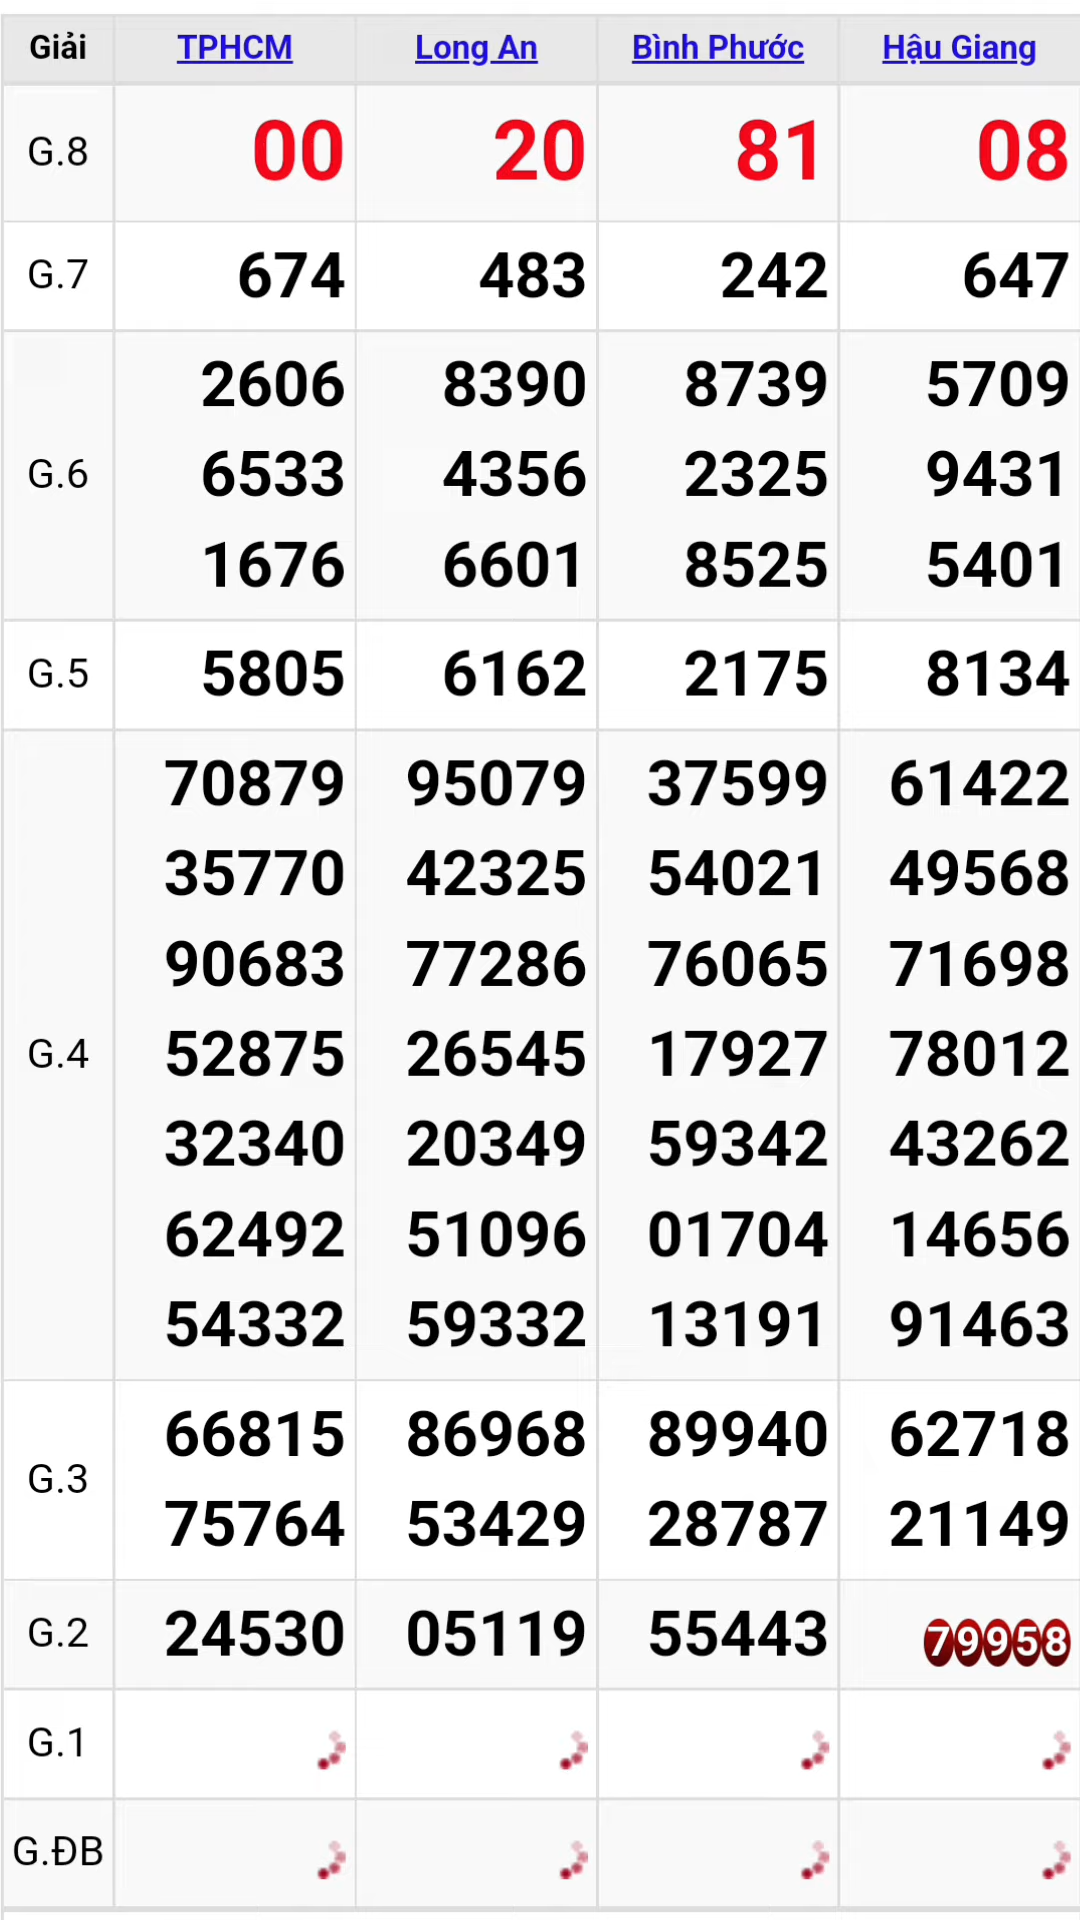 Giải TPHCM Long An Bình Phước Hậu Giang
G.8 00 20 81 08
G.7 674 483 242 647
2606 8390 8739 5709
G.6 6533 4356 2325 9431
1676 6601 8525 5401
G.5 5805 6162 2175 8134
70879 95079 37599 61422
35770 42325 54021 49568
90683 77286 76065 71698
G.4 52875 26545 17927 78012
32340 20349 59342 43262
62492 51096 01704 14656
54332 59332 13191 91463
66815 86968 89940 62718
G.3
75764 53429 28787 21149
G.2 24530 05119 55443 79958
G.1
G.ĐB